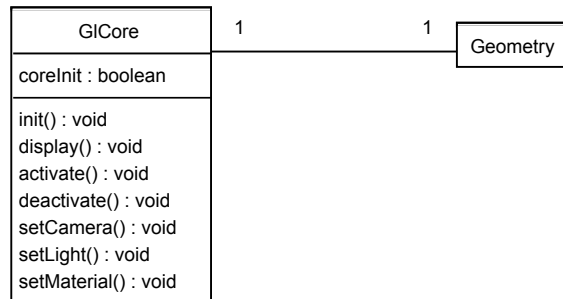 GlCore
1
1
Geometry
coreInit : boolean
init() : void
display() : void
activate() : void
deactivate() : void
setCamera() : void
setLight() : void
setMaterial() : void